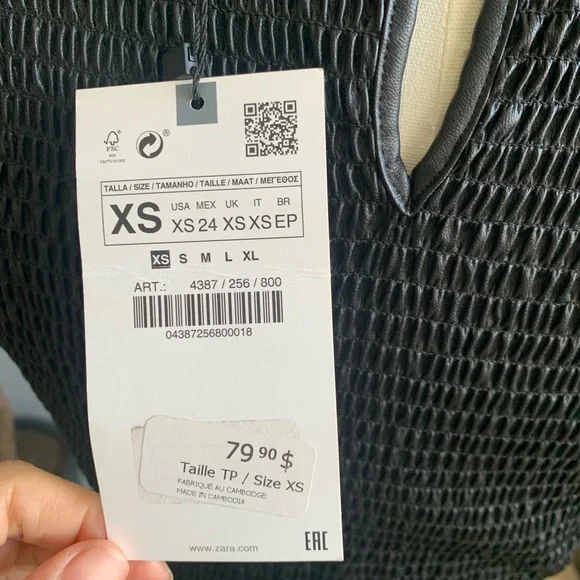 FSC
TALLA / SIZE / TAMANHO / TAILLE / MAAT / ΜΕΓΕΘΟΣ
XS
USA MEX UK IT BR
XS 24 XS XS EP
XS S M L XL
ART.: 4387 / 256 / 800
04387256800018
79 90 $
Taille TP / Size XS
FABRIQUÉ AU CAMBODGE
MADE IN CAMBODIA
www.zara.com
EAC